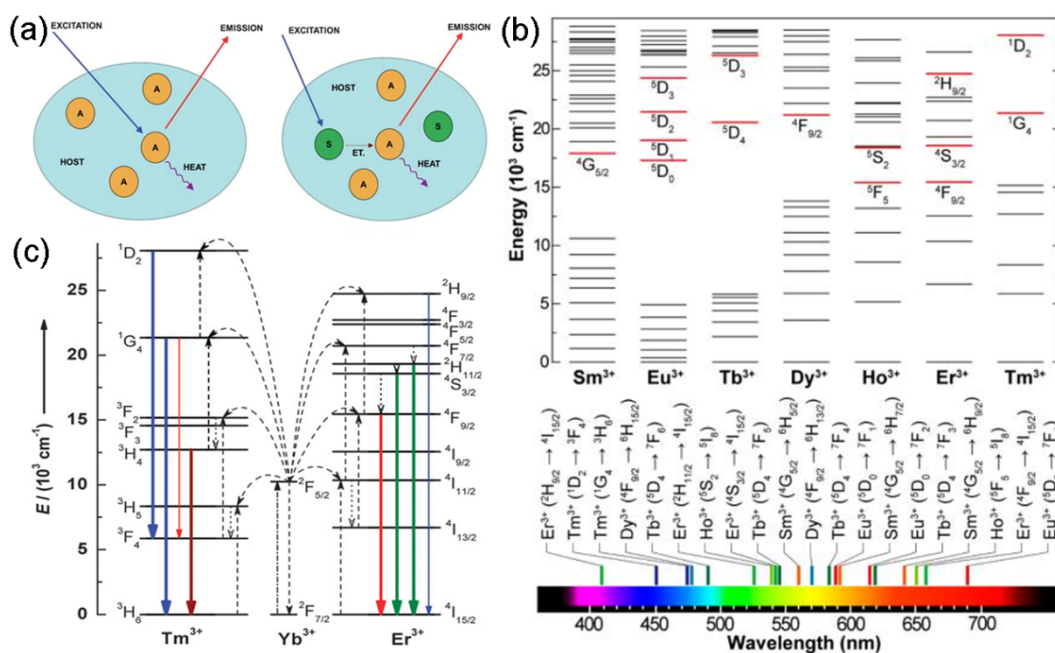 (a)
EXCITATION
EMISSION
HOST
A
A
A
A
HEAT
EXCITATION
EMISSION
HOST
S
S
A
A
ET.
HEAT
(b)
Energy (10³ cm⁻¹)
25
20
15
10
5
0
⁴G₅/₂
⁵D₃
⁵D₂
⁵D₁
⁵D₀
⁵D₃
⁵D₄
⁴F₉/₂
⁵S₂
⁵F₅
²H₉/₂
⁴S₃/₂
⁴F₉/₂
¹D₂
¹G₄
Sm³⁺ Eu³⁺ Tb³⁺ Dy³⁺ Ho³⁺ Er³⁺ Tm³⁺
Er³⁺ (²H₉/₂ → ⁴I₁₅/₂)
Tm³⁺ (¹D₂ → ³F₄)
Tm³⁺ (¹G₄ → ³H₆)
Dy³⁺ (⁴F₉/₂ → ⁶H₁₅/₂)
Tb³⁺ (⁵D₄ → ⁷F₆)
Er³⁺ (²H₁₁/₂ → ⁴I₁₅/₂)
Ho³⁺ (⁵S₂ → ⁵I₈)
Er³⁺ (⁴S₃/₂ → ⁴I₁₅/₂)
Tb³⁺ (⁵D₄ → ⁷F₅)
Sm³⁺ (⁴G₅/₂ → ⁶H₅/₂)
Dy³⁺ (⁴F₉/₂ → ⁶H₁₃/₂)
Tb³⁺ (⁵D₄ → ⁷F₄)
Eu³⁺ (⁵D₀ → ⁷F₁)
Sm³⁺ (⁴G₅/₂ → ⁶H₇/₂)
Eu³⁺ (⁵D₀ → ⁷F₂)
Tb³⁺ (⁵D₄ → ⁷F₃)
Sm³⁺ (⁴G₅/₂ → ⁶H₉/₂)
Ho³⁺ (⁵F₅ → ⁵I₈)
Er³⁺ (⁴F₉/₂ → ⁴I₁₅/₂)
Eu³⁺ (⁵D
400 450 500 550 600 650 700
Wavelength (nm)
(c)
E / (10³ cm⁻¹)
25
20
15
10
5
0
¹D₂
¹G₄
³F₂
³F₃
³H₄
³H₅
³F₄
³H₆
²F₅/₂
²F₇/₂
²H₉/₂
⁴F₃/₂
⁴F₅/₂
⁴F₇/₂
²H₁₁/₂
⁴S₃/₂
⁴F₉/₂
⁴I₉/₂
⁴I₁₁/₂
⁴I₁₃/₂
⁴I₁₅/₂
Tm³⁺ Yb³⁺ Er³⁺